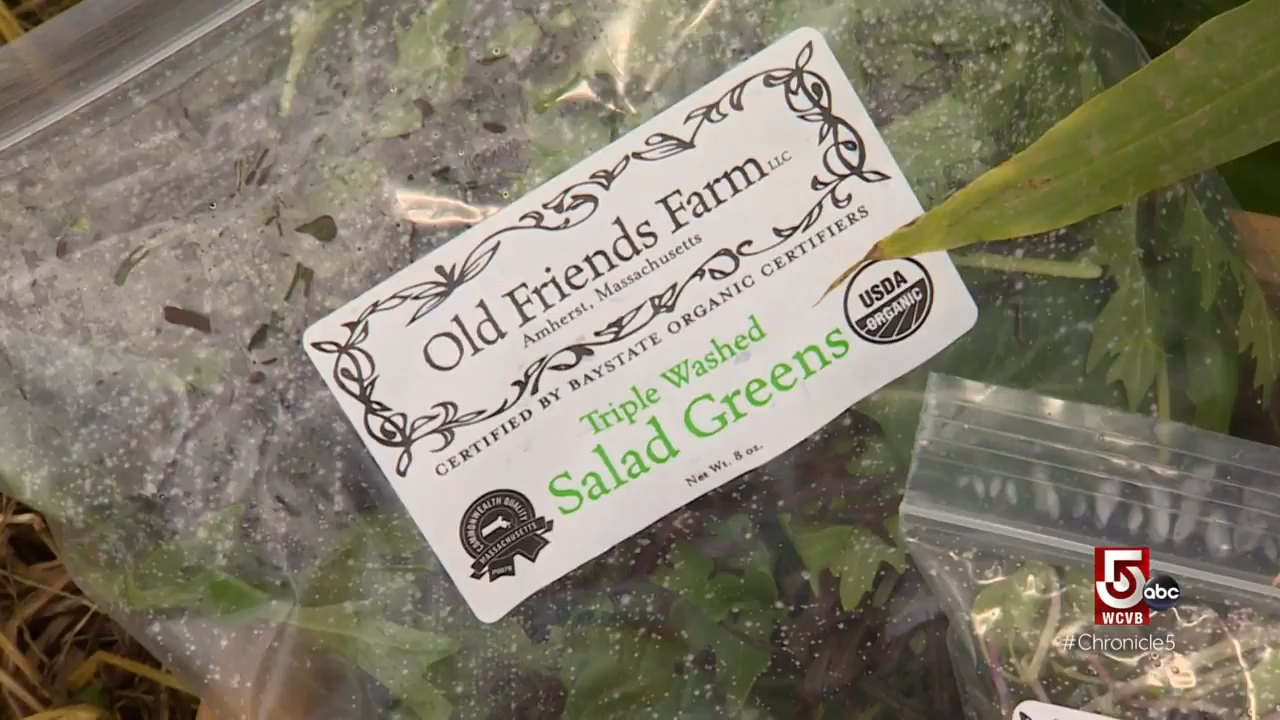 Old Friends Farm LLC
Amherst, Massachusetts
CERTIFIED BY BAYSTATE ORGANIC CERTIFIERS
USDA
ORGANIC
Triple Washed
Salad Greens
Net Wt. 8 oz.
COMMONWEALTH QUALITY
MASSACHUSETTS
5 abc
WCVB
#Chronicle5